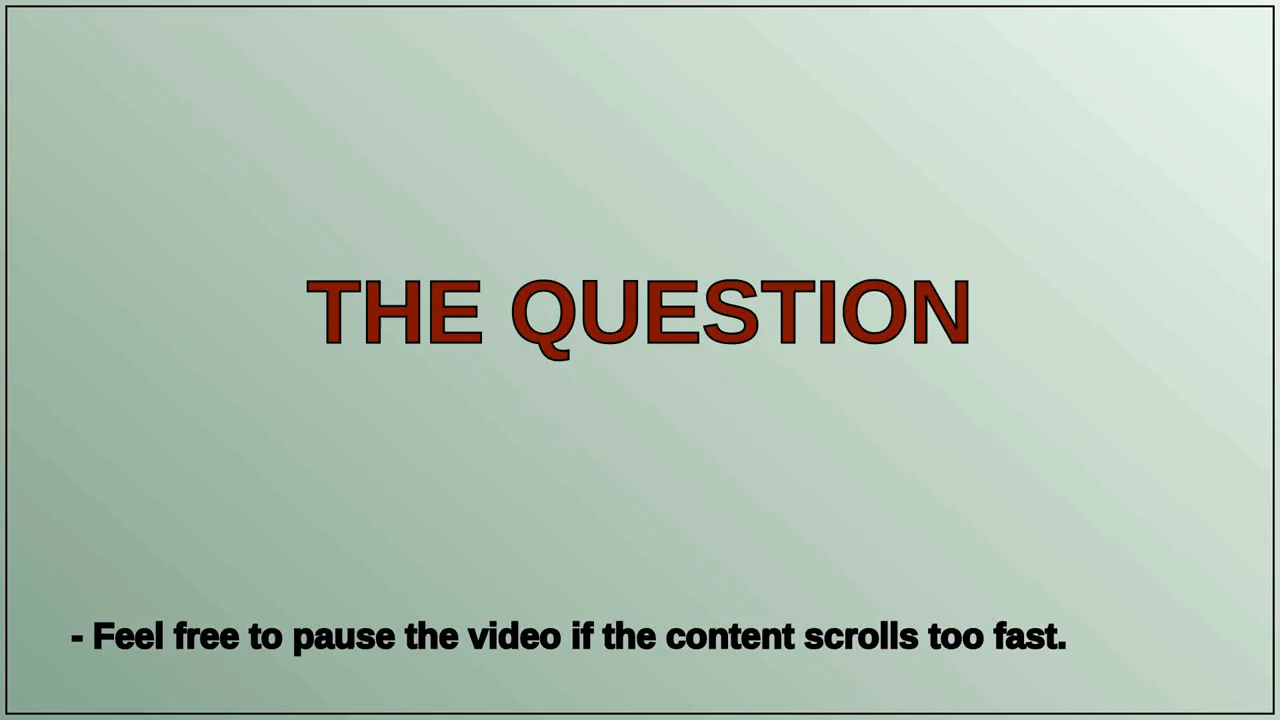 THE QUESTION
- Feel free to pause the video if the content scrolls too fast.